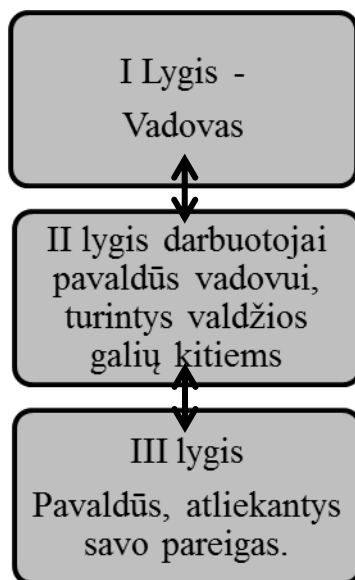 I Lygis -
Vadovas
II lygis darbuotojai
pavaldūs vadovui,
turintys valdžios
galių kitiems
III lygis
Pavaldūs, atliekantys
savo pareigas.